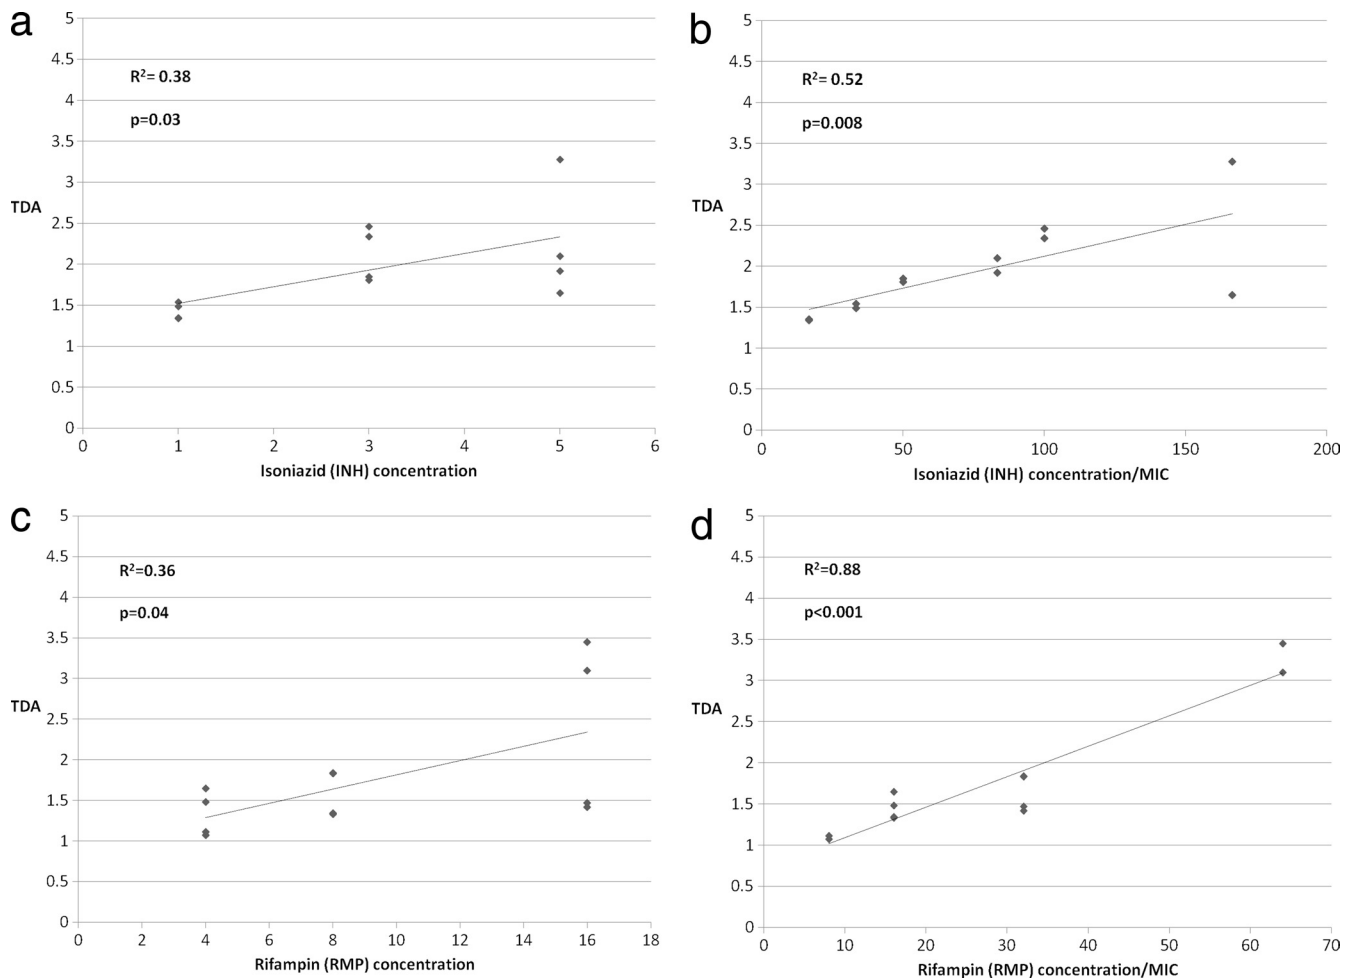 a
5
4.5
4
3.5
3
2.5
2
1.5
1
0.5
0
R²= 0.38
p=0.03
TDA
0 1 2 3 4 5 6
Isoniazid (INH) concentration
b
5
4.5
4
3.5
3
2.5
2
1.5
1
0.5
0
R²= 0.52
p=0.008
TDA
0 50 100 150 200
Isoniazid (INH) concentration/MIC
c
5
4.5
4
3.5
3
2.5
2
1.5
1
0.5
0
R²=0.36
p=0.04
TDA
0 2 4 6 8 10 12 14 16 18
Rifampin (RMP) concentration
d
5
4.5
4
3.5
3
2.5
2
1.5
1
0.5
0
R²=0.88
p<0.001
TDA
0 10 20 30 40 50 60 70
Rifampin (RMP) concentration/MIC